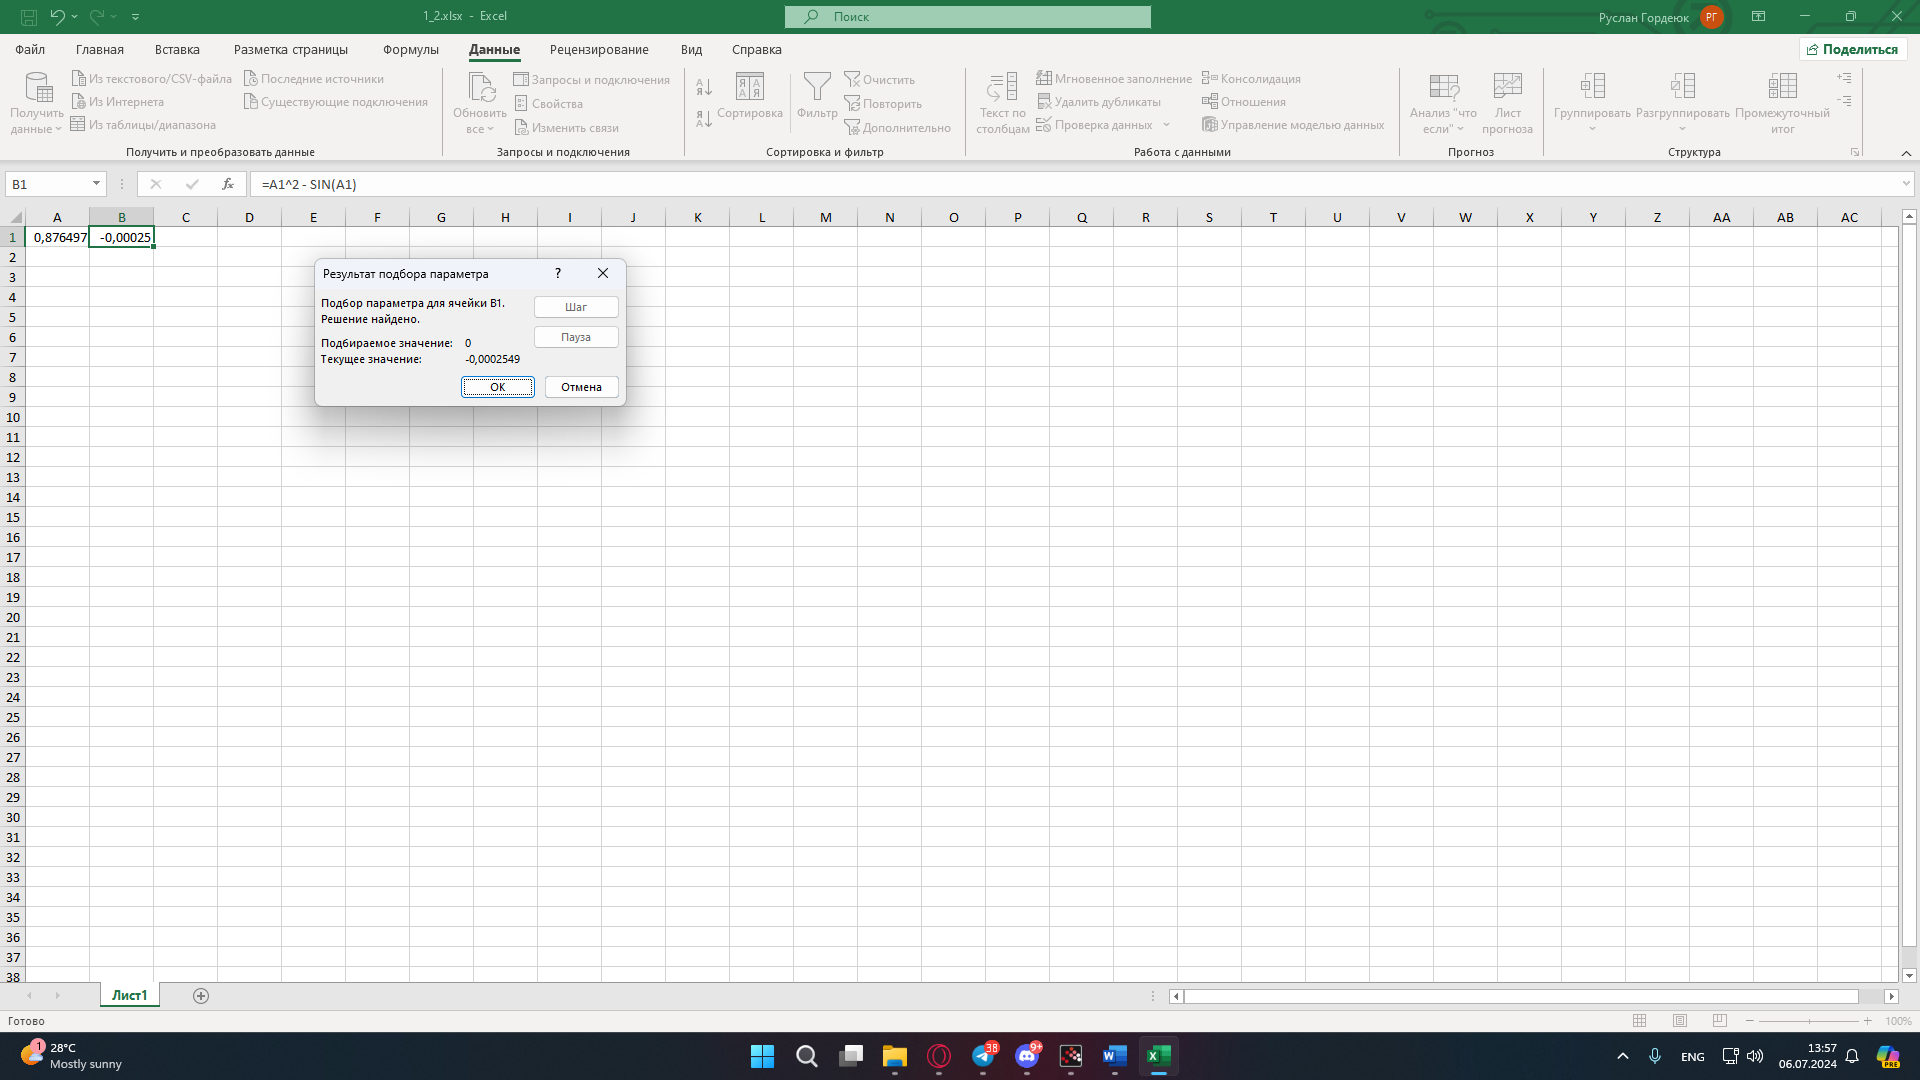 1_2.xlsx - Excel
Поиск
Руслан Гордеюк
РГ
Файл Главная Вставка Разметка страницы Формулы Данные Рецензирование Вид Справка
Поделиться
Получить данные
Из текстового/CSV-файла
Из Интернета
Из таблицы/диапазона
Последние источники
Существующие подключения
Получить и преобразовать данные
Обновить все
Запросы и подключения
Свойства
Изменить связи
Запросы и подключения
Сортировка
Фильтр
Очистить
Повторить
Дополнительно
Сортировка и фильтр
Текст по столбцам
Мгновенное заполнение
Удалить дубликаты
Проверка данных
Консолидация
Отношения
Управление моделью данных
Работа с данными
Анализ "что если"
Лист прогноза
Прогноз
Группировать
Разгруппировать
Промежуточный итог
Структура
B1
fx
=A1^2 - SIN(A1)
A B C D E F G H I J K L M N O P Q R S T U V W X Y Z AA AB AC
1 0,876497 -0,00025
2
3
4
5
6
7
8
9
10
11
12
13
14
15
16
17
18
19
20
21
22
23
24
25
26
27
28
29
30
31
32
33
34
35
36
37
38
Результат подбора параметра
?
Подбор параметра для ячейки B1.
Решение найдено.
Подбираемое значение: 0
Текущее значение: -0,0002549
Шаг
Пауза
ОК
Отмена
Лист1
Готово
100%
1
28°C
Mostly sunny
38
9+
ENG
13:57
06.07.2024
PRE